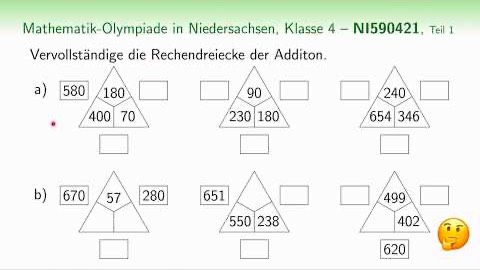 Mathematik-Olympiade in Niedersachsen, Klasse 4 – NI590421, Teil 1
Vervollständige die Rechendreiecke der Additon.
a) 580 180 90 240
400 70 230 180 654 346
b) 670 57 280 651 499
550 238 402
620